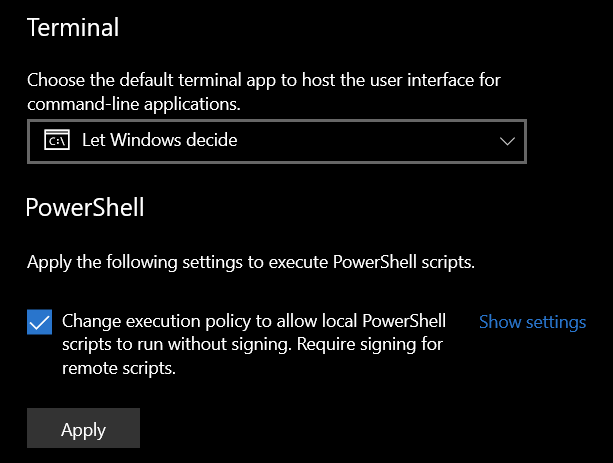 Terminal
Choose the default terminal app to host the user interface for
command-line applications.
C:\ Let Windows decide
PowerShell
Apply the following settings to execute PowerShell scripts.
Change execution policy to allow local PowerShell Show settings
scripts to run without signing. Require signing for
remote scripts.
Apply